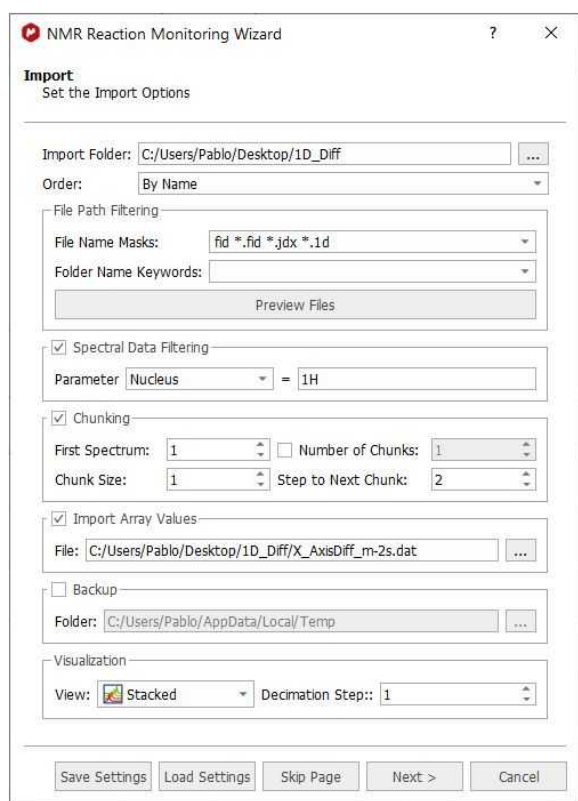 NMR Reaction Monitoring Wizard ? ×
Import
Set the Import Options
Import Folder: C:/Users/Pablo/Desktop/1D_Diff ...
Order: By Name
File Path Filtering
File Name Masks: fid *.fid *.jdx *.1d
Folder Name Keywords:
Preview Files
Spectral Data Filtering
Parameter Nucleus = 1H
Chunking
First Spectrum: 1 Number of Chunks: 1
Chunk Size: 1 Step to Next Chunk: 2
Import Array Values
File: C:/Users/Pablo/Desktop/1D_Diff/X_AxisDiff_m-2s.dat ...
Backup
Folder: C:/Users/Pablo/AppData/Local/Temp ...
Visualization
View: Stacked Decimation Step:: 1
Save Settings Load Settings Skip Page Next > Cancel